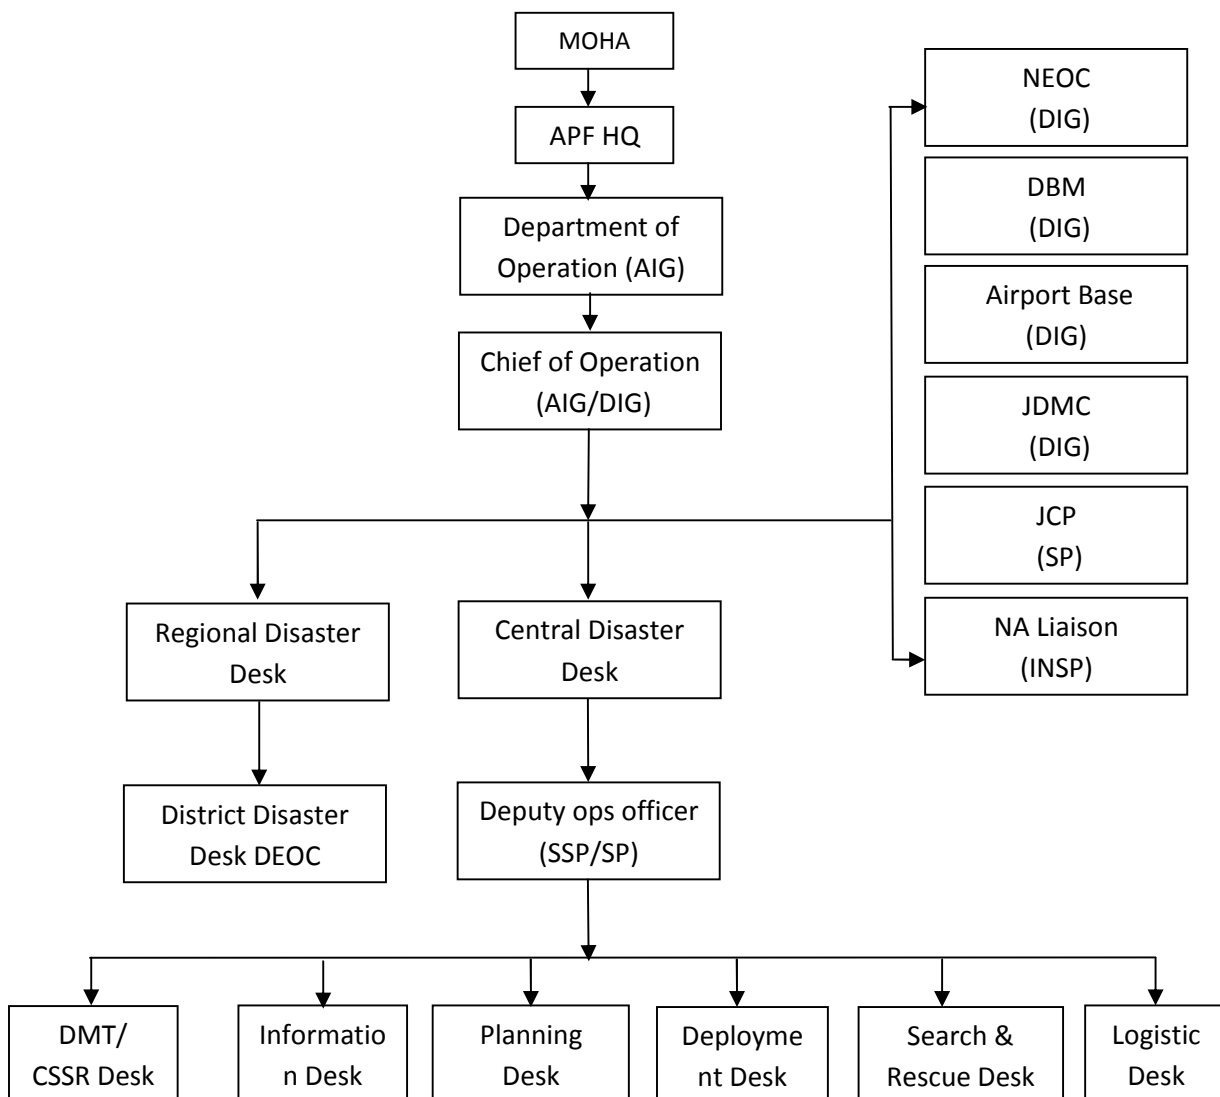 MOHA
APF HQ
Department of
Operation (AIG)
Chief of Operation
(AIG/DIG)
NEOC
(DIG)
DBM
(DIG)
Airport Base
(DIG)
JDMC
(DIG)
JCP
(SP)
NA Liaison
(INSP)
Regional Disaster
Desk
Central Disaster
Desk
District Disaster
Desk DEOC
Deputy ops officer
(SSP/SP)
DMT/
CSSR Desk
Informatio
n Desk
Planning
Desk
Deployme
nt Desk
Search &
Rescue Desk
Logistic
Desk